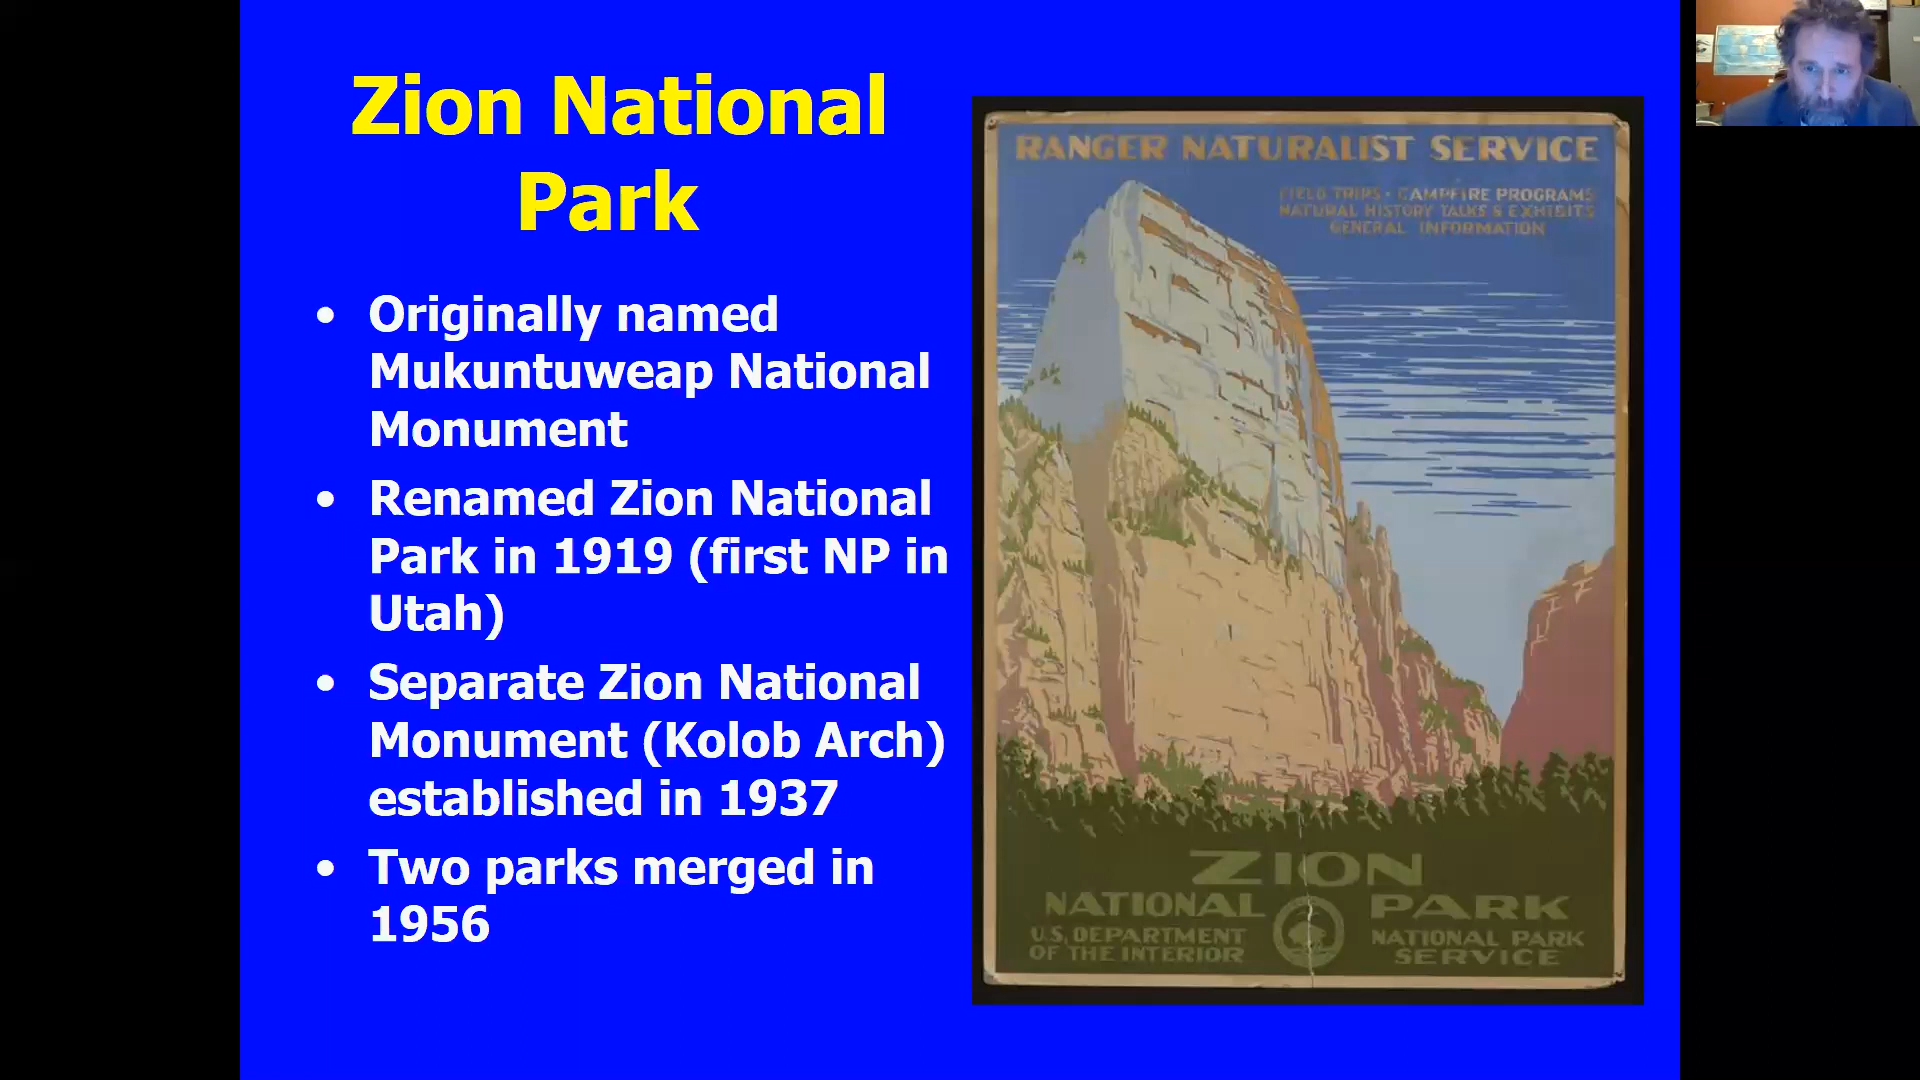 Zion National
Park
• Originally named
Mukuntuweap National
Monument
• Renamed Zion National
Park in 1919 (first NP in
Utah)
• Separate Zion National
Monument (Kolob Arch)
established in 1937
• Two parks merged in
1956
RANGER NATURALIST SERVICE
FIELD TRIPS • CAMPFIRE PROGRAMS
NATURAL HISTORY TALKS & EXHIBITS
GENERAL INFORMATION
ZION
NATIONAL PARK
U.S. DEPARTMENT
OF THE INTERIOR
NATIONAL PARK
SERVICE